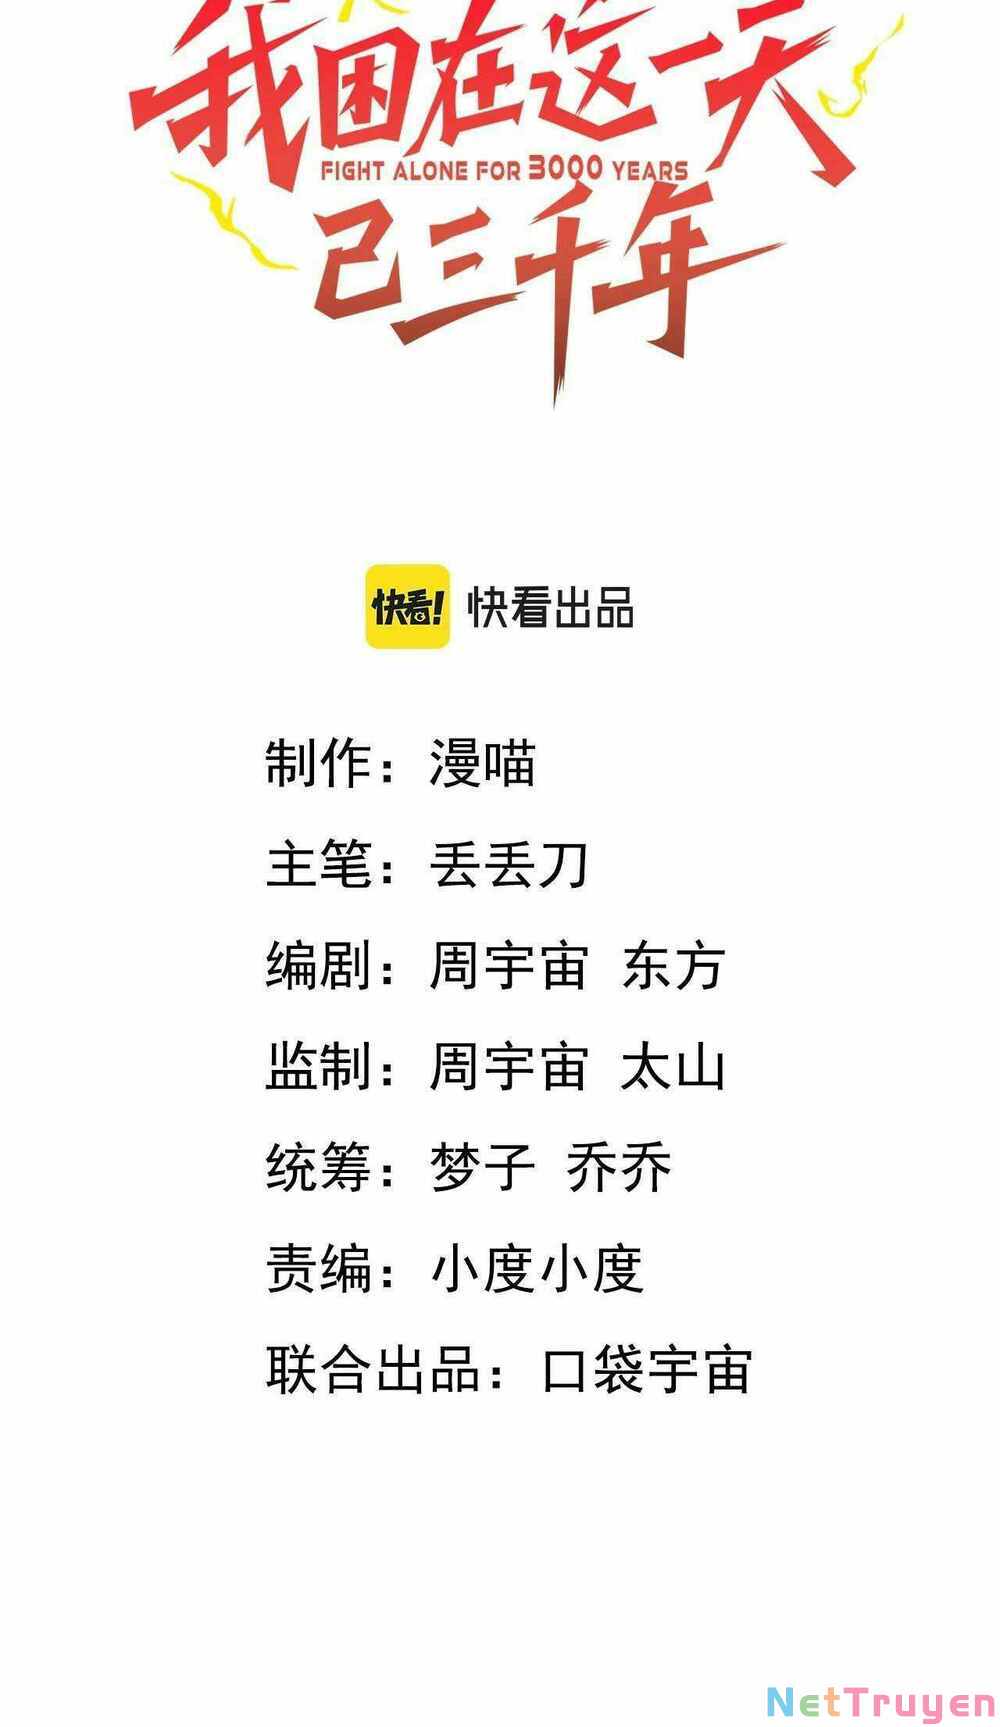 我困在这一天
FIGHT ALONE FOR 3000 YEARS
已三千年
快看! 快看出品
制作：漫喵
主笔：丢丢刀
编剧：周宇宙 东方
监制：周宇宙 太山
统筹：梦子 乔乔
责编：小度小度
联合出品：口袋宇宙
NetTruyen